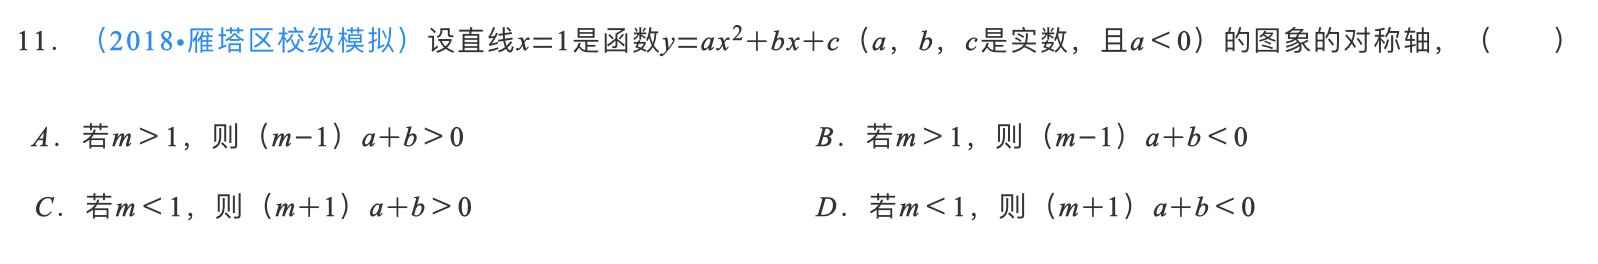 11. （2018•雁塔区校级模拟）设直线x=1是函数y=ax²+bx+c（a，b，c是实数，且a＜0）的图象的对称轴，（　　）
A. 若m＞1，则（m−1）a+b＞0　　B. 若m＞1，则（m−1）a+b＜0
C. 若m＜1，则（m+1）a+b＞0　　D. 若m＜1，则（m+1）a+b＜0